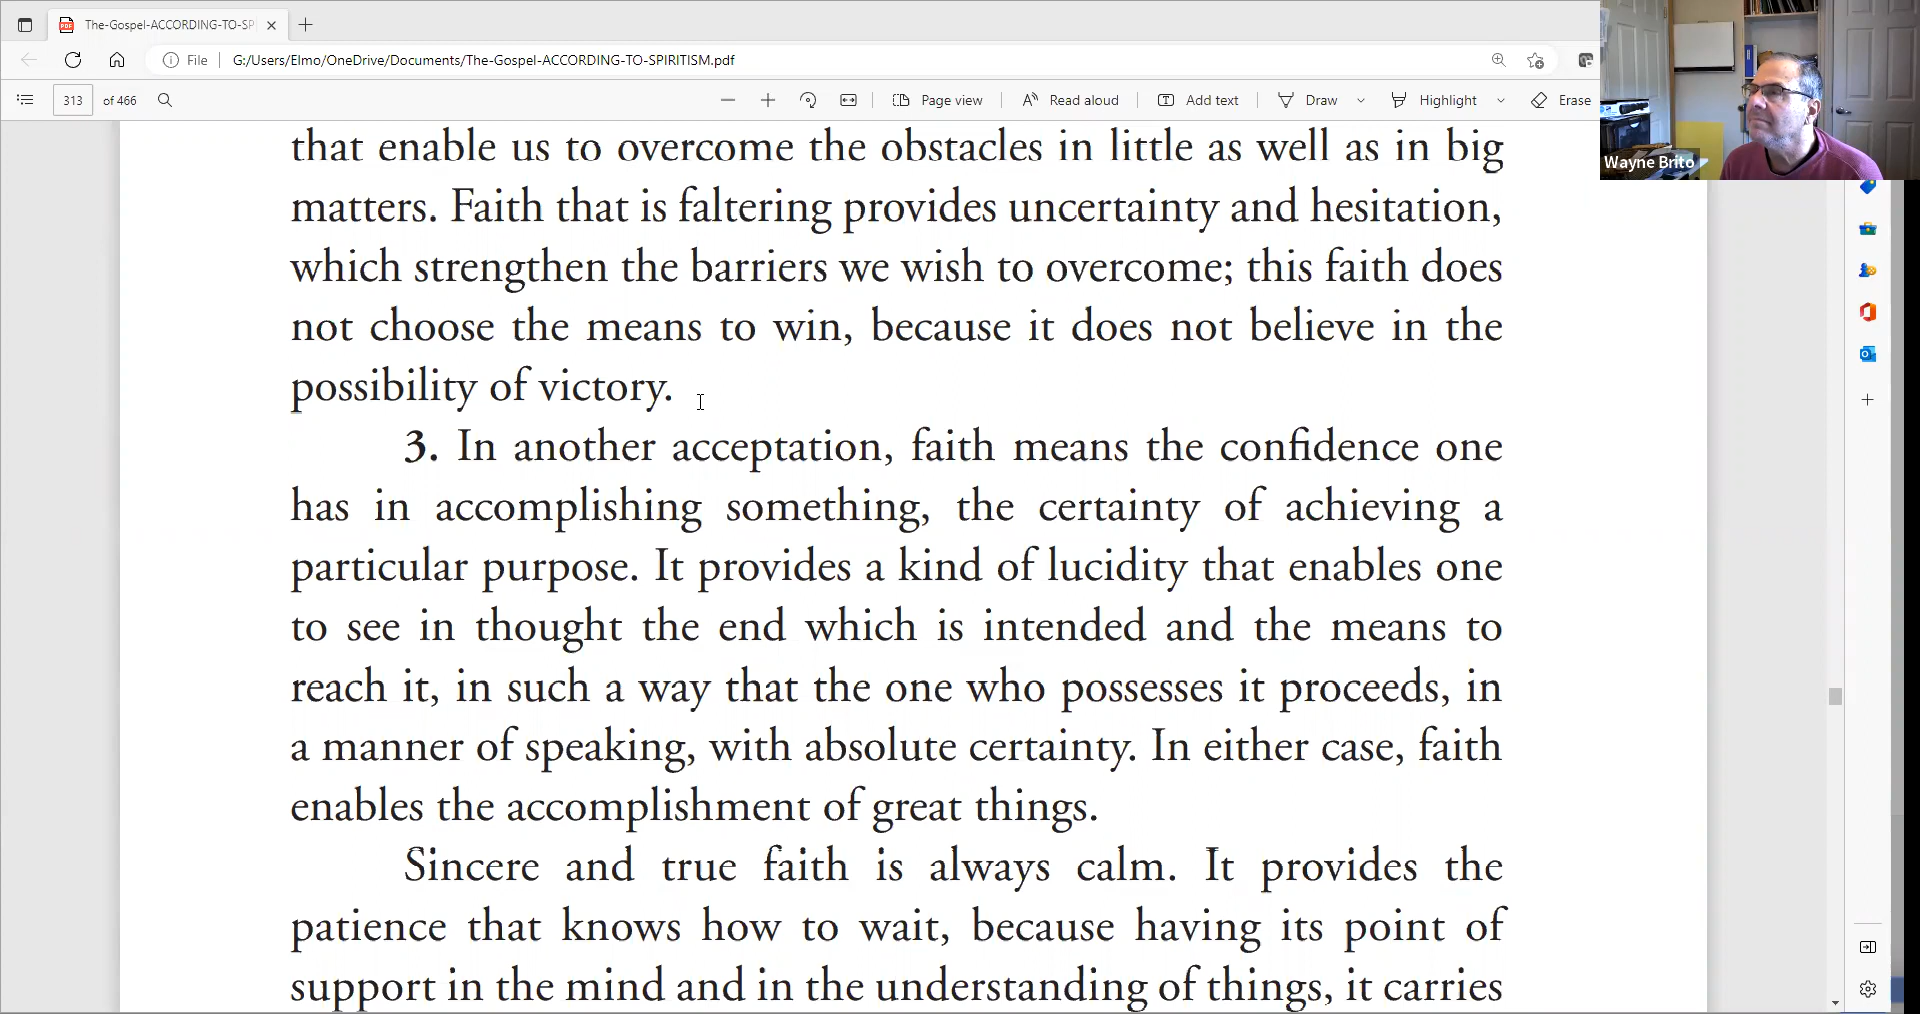 The-Gospel-ACCORDING-TO-SP
File
G:/Users/Elmo/OneDrive/Documents/The-Gospel-ACCORDING-TO-SPIRITISM.pdf
313 of 466
Page view
Read aloud
Add text
Draw
Highlight
Erase
Wayne Brito
that enable us to overcome the obstacles in little as well as in big
matters. Faith that is faltering provides uncertainty and hesitation,
which strengthen the barriers we wish to overcome; this faith does
not choose the means to win, because it does not believe in the
possibility of victory.
3. In another acceptation, faith means the confidence one
has in accomplishing something, the certainty of achieving a
particular purpose. It provides a kind of lucidity that enables one
to see in thought the end which is intended and the means to
reach it, in such a way that the one who possesses it proceeds, in
a manner of speaking, with absolute certainty. In either case, faith
enables the accomplishment of great things.
Sincere and true faith is always calm. It provides the
patience that knows how to wait, because having its point of
support in the mind and in the understanding of things, it carries